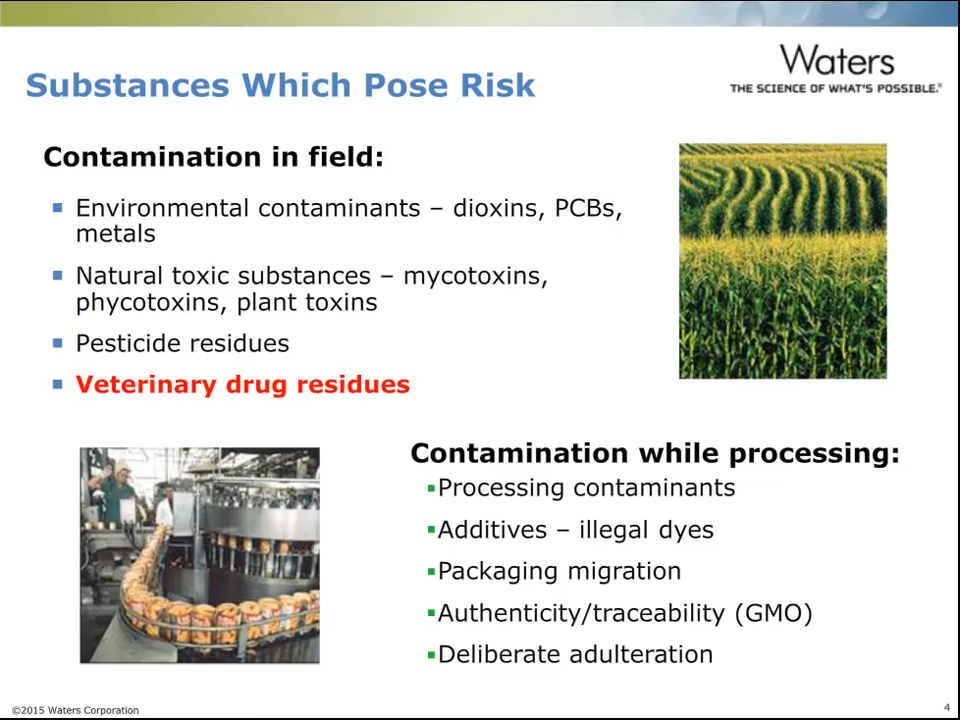 Substances Which Pose Risk
Waters
THE SCIENCE OF WHAT'S POSSIBLE.®
Contamination in field:
Environmental contaminants – dioxins, PCBs,
metals
Natural toxic substances – mycotoxins,
phycotoxins, plant toxins
Pesticide residues
Veterinary drug residues
Contamination while processing:
Processing contaminants
Additives – illegal dyes
Packaging migration
Authenticity/traceability (GMO)
Deliberate adulteration
©2015 Waters Corporation
4